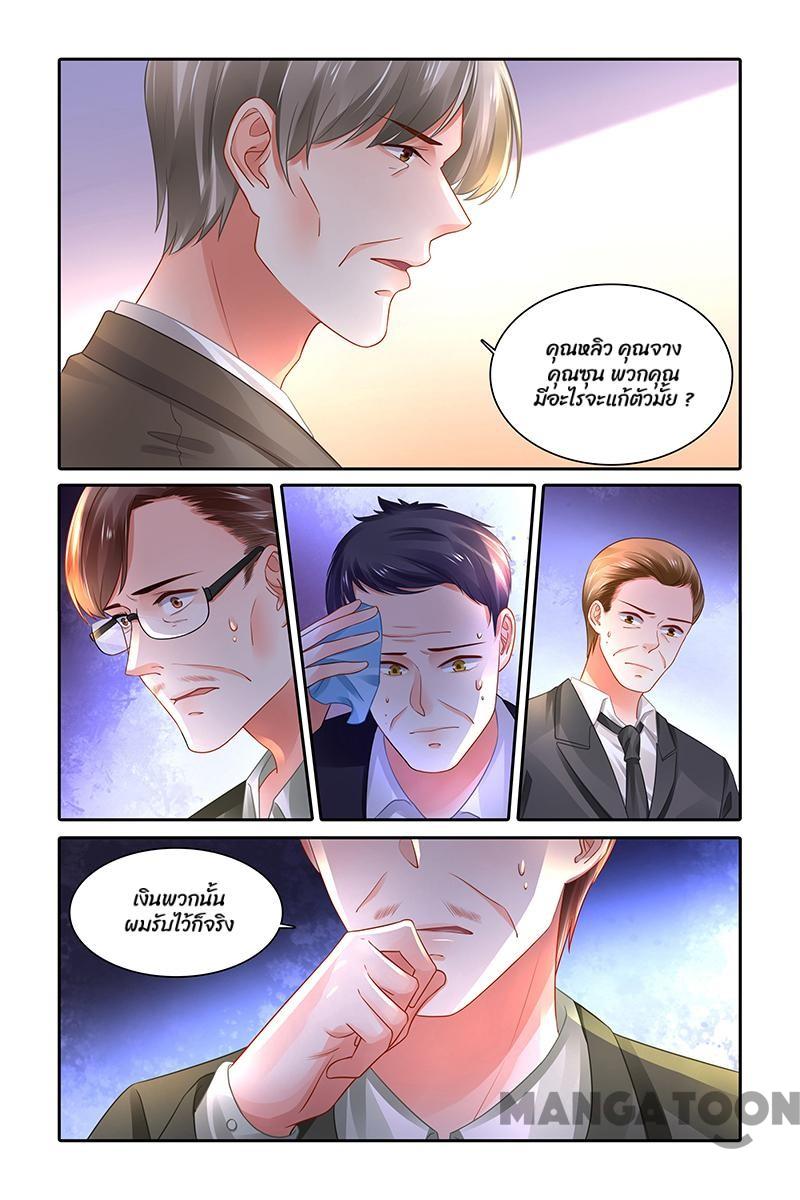 คุณหลิว คุณจาง
คุณซุน พวกคุณ
มีอะไรจะแก้ตัวมั้ย ?
เงินพวกนั้น
ผมรับไว้ก็จริง
MANGATOON